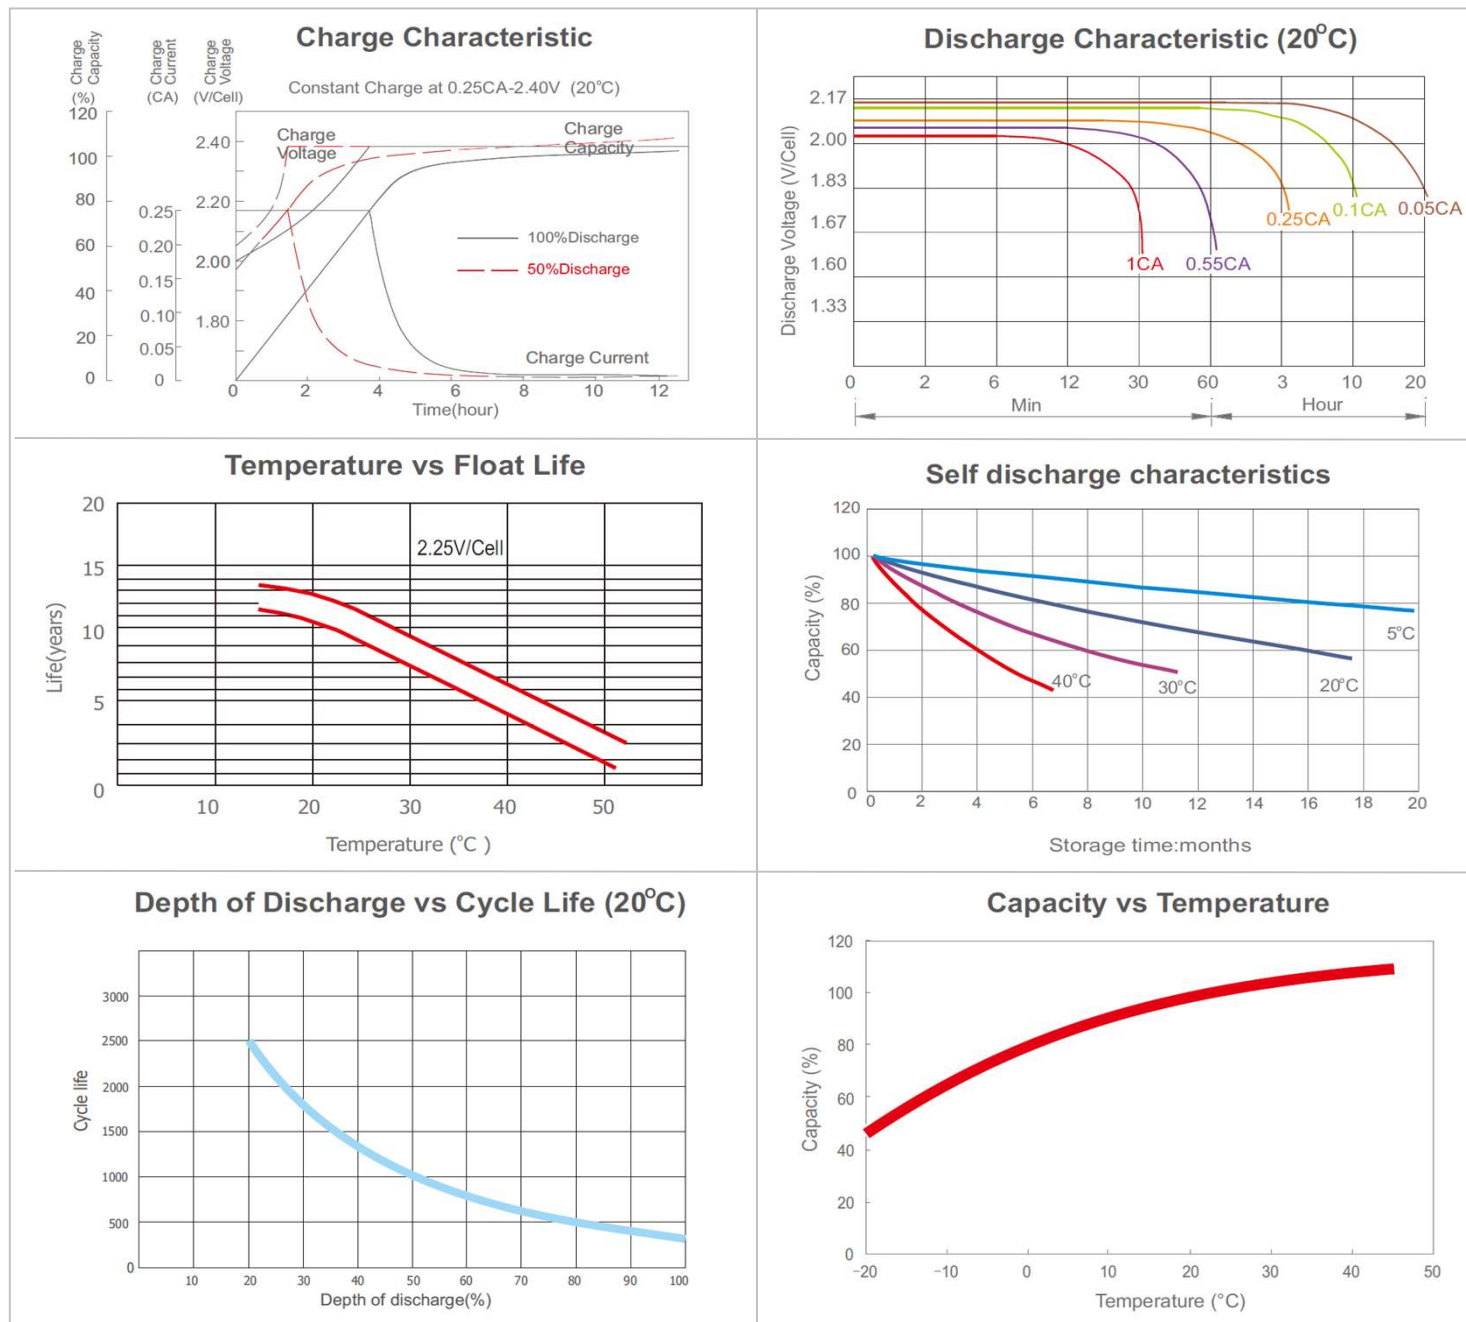 Charge Characteristic
Constant Charge at 0.25CA-2.40V (20°C)
Charge Capacity
(%)
Charge Current
(CA)
Charge Voltage
(V/Cell)
120
100
80
60
40
20
0
0.25
0.20
0.15
0.10
0.05
0
2.40
2.20
2.00
1.80
Charge
Voltage
Charge
Capacity
100%Discharge
50%Discharge
Charge Current
0 2 4 6 8 10 12
Time(hour)
Discharge Characteristic (20°C)
Discharge Voltage (V/Cell)
2.17
2.00
1.83
1.67
1.60
1.33
1CA
0.55CA
0.25CA
0.1CA
0.05CA
0 2 6 12 30 60 3 10 20
Min Hour
Temperature vs Float Life
Life(years)
20
15
10
5
0
2.25V/Cell
10 20 30 40 50
Temperature (°C )
Self discharge characteristics
Capacity (%)
120
100
80
60
40
20
0
5°C
20°C
30°C
40°C
0 2 4 6 8 10 12 14 16 18 20
Storage time:months
Depth of Discharge vs Cycle Life (20°C)
Cycle life
3000
2500
2000
1500
1000
500
0
10 20 30 40 50 60 70 80 90 100
Depth of discharge(%)
Capacity vs Temperature
Capacity (%)
120
100
80
60
40
20
0
-20 -10 0 10 20 30 40 50
Temperature (°C)